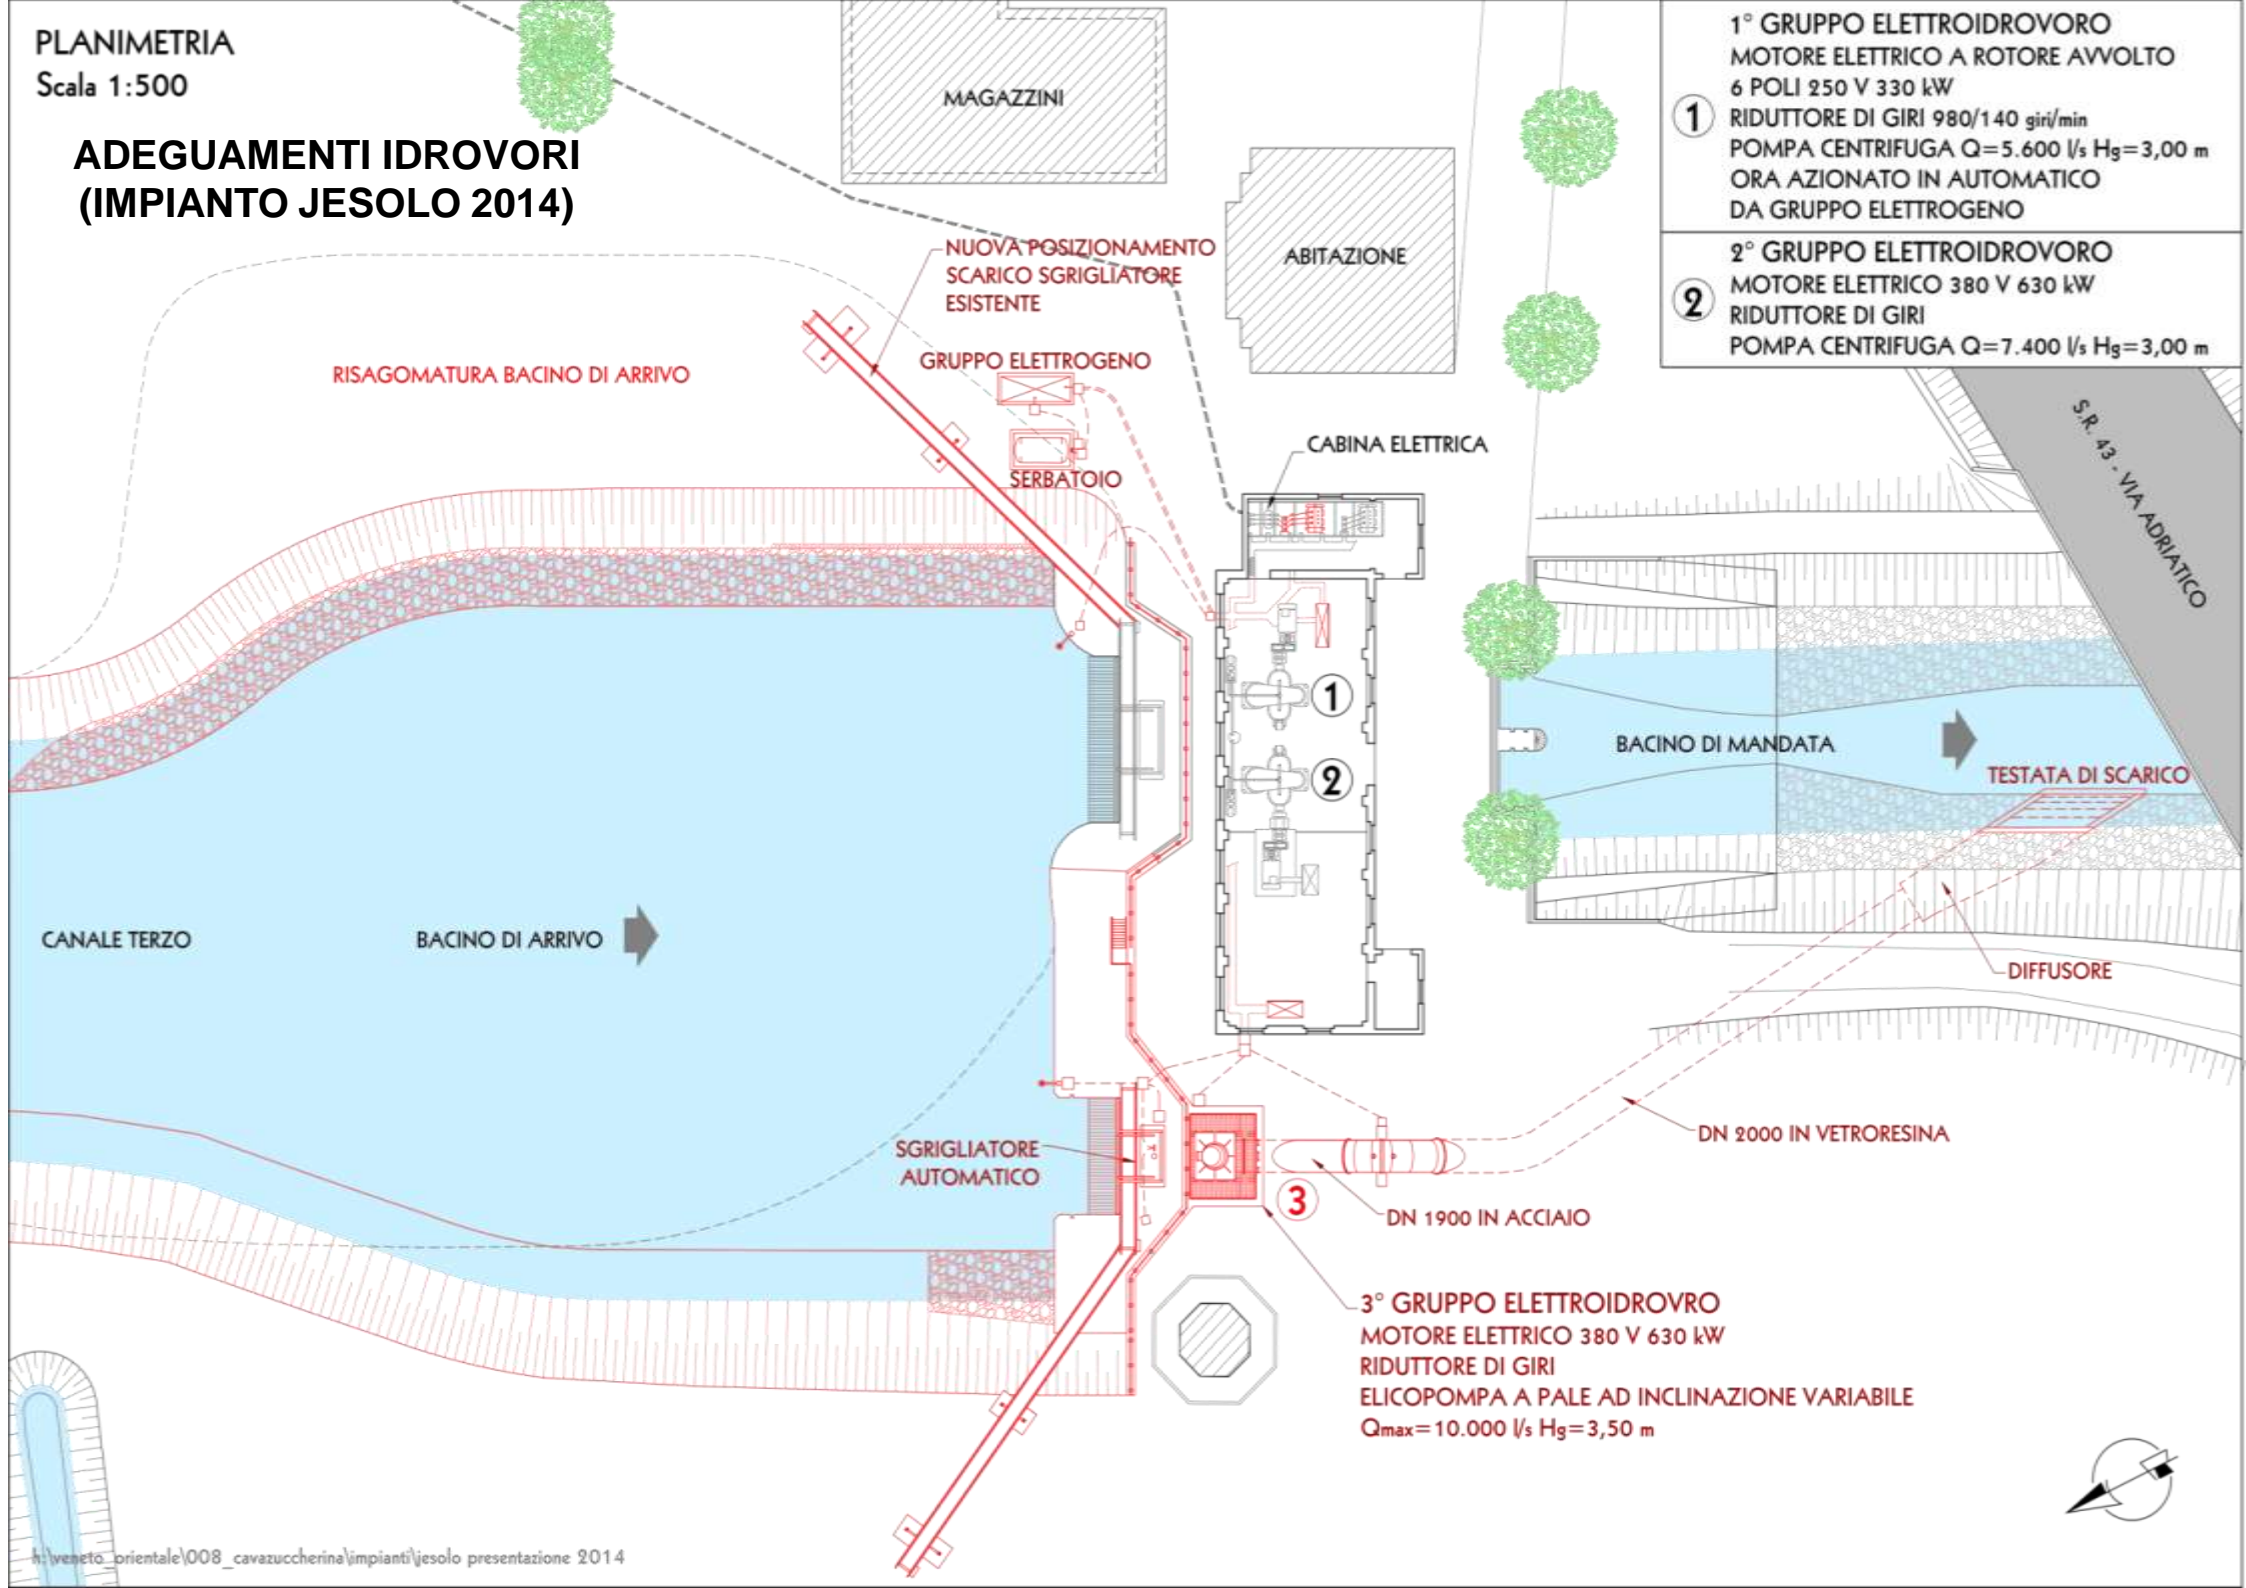 PLANIMETRIA
Scala 1:500
ADEGUAMENTI IDROVORI
(IMPIANTO JESOLO 2014)
MAGAZZINI
ABITAZIONE
1
1° GRUPPO ELETTROIDROVORO
MOTORE ELETTRICO A ROTORE AVVOLTO
6 POLI 250 V 330 kW
RIDUTTORE DI GIRI 980/140 giri/min
POMPA CENTRIFUGA Q=5.600 l/s Hg=3,00 m
ORA AZIONATO IN AUTOMATICO
DA GRUPPO ELETTROGENO
2
2° GRUPPO ELETTROIDROVORO
MOTORE ELETTRICO 380 V 630 kW
RIDUTTORE DI GIRI
POMPA CENTRIFUGA Q=7.400 l/s Hg=3,00 m
NUOVA POSIZIONAMENTO
SCARICO SGRIGLIATORE
ESISTENTE
RISAGOMATURA BACINO DI ARRIVO
GRUPPO ELETTROGENO
SERBATOIO
CABINA ELETTRICA
S.R. 43 - VIA ADRIATICO
1
2
BACINO DI MANDATA
TESTATA DI SCARICO
CANALE TERZO
BACINO DI ARRIVO
DIFFUSORE
SGRIGLIATORE
AUTOMATICO
DN 2000 IN VETRORESINA
3
DN 1900 IN ACCIAIO
3° GRUPPO ELETTROIDROVRO
MOTORE ELETTRICO 380 V 630 kW
RIDUTTORE DI GIRI
ELICOPOMPA A PALE AD INCLINAZIONE VARIABILE
Qmax=10.000 l/s Hg=3,50 m
h:\veneto_orientale\008_cavazuccherina\impianti\jesolo presentazione 2014